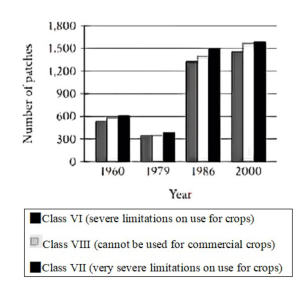 1,800
1,500
1,200
900
600
300
0
Number of patches
1960 1979 1986 2000
Year
Class VI (severe limitations on use for crops)
Class VIII (cannot be used for commercial crops)
Class VII (very severe limitations on use for crops)